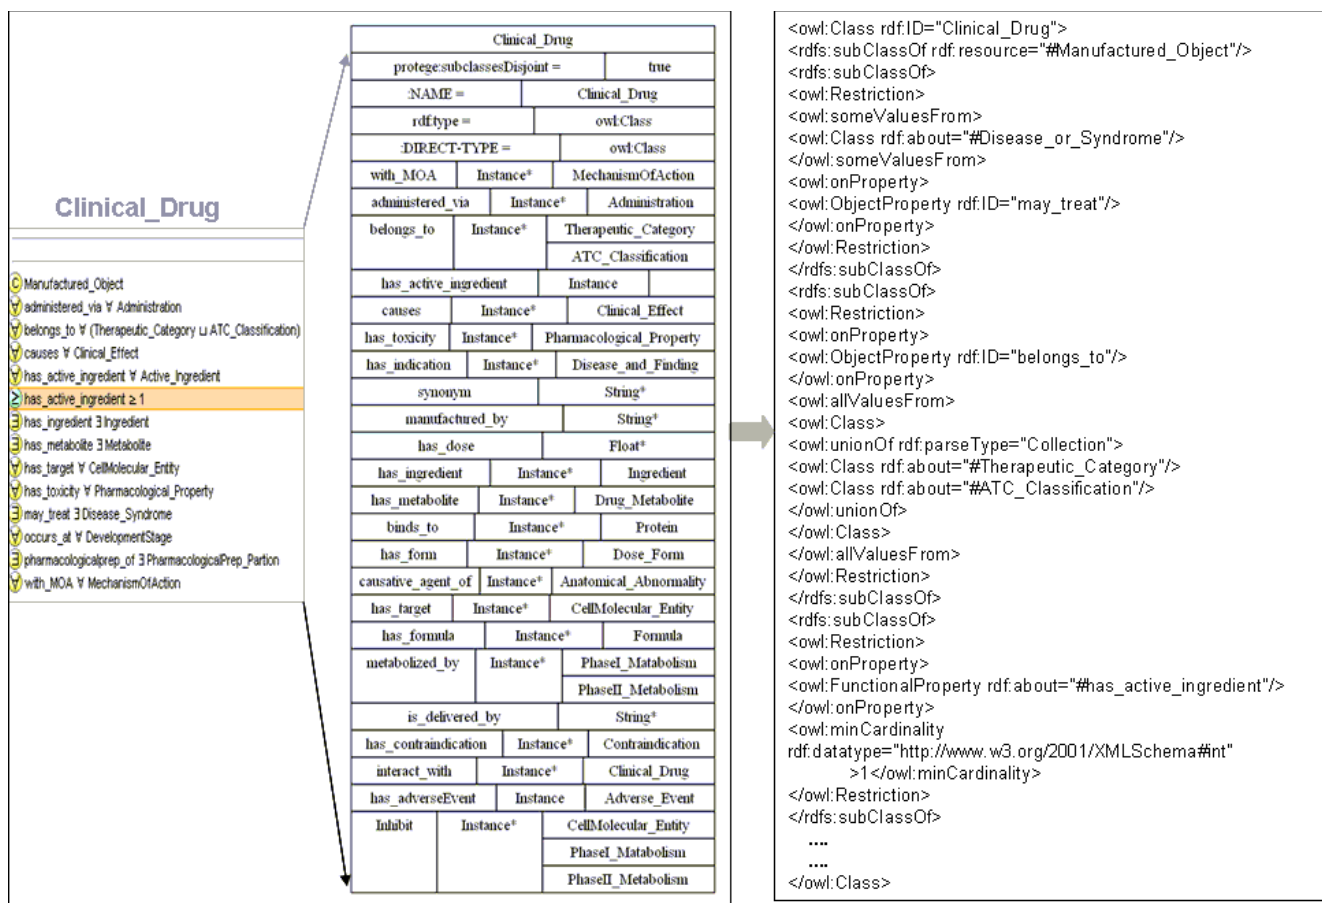 Clinical_Drug
C Manufactured_Object
∀ administered_via ∀ Administration
∀ belongs_to ∀ (Therapeutic_Category ⊔ ATC_Classification)
∀ causes ∀ Clinical_Effect
∀ has_active_ingredient ∀ Active_Ingredient
≥ has_active_ingredient ≥ 1
∃ has_ingredient ∃ Ingredient
∃ has_metabolite ∃ Metabolite
∀ has_target ∀ CellMolecular_Entity
∀ has_toxicity ∀ Pharmacological_Property
∃ may_treat ∃ Disease_Syndrome
∀ occurs_at ∀ DevelopmentStage
∃ pharmacologicalprep_of ∃ PharmacologicalPrep_Partion
∀ with_MOA ∀ MechanismOfAction
Clinical_Drug
protege:subclassesDisjoint = true
:NAME = Clinical_Drug
rdf:type = owl:Class
:DIRECT-TYPE = owl:Class
with_MOA Instance* MechanismOfAction
administered_via Instance* Administration
belongs_to Instance* Therapeutic_Category
ATC_Classification
has_active_ingredient Instance
causes Instance* Clinical_Effect
has_toxicity Instance* Pharmacological_Property
has_indication Instance* Disease_and_Finding
synonym String*
manufactured_by String*
has_dose Float*
has_ingredient Instance* Ingredient
has_metabolite Instance* Drug_Metabolite
binds_to Instance* Protein
has_form Instance* Dose_Form
causative_agent_of Instance* Anatomical_Abnormality
has_target Instance* CellMolecular_Entity
has_formula Instance* Formula
metabolized_by Instance* PhaseI_Matabolism
PhaseII_Metabolism
is_delivered_by String*
has_contraindication Instance* Contraindication
interact_with Instance* Clinical_Drug
has_adverseEvent Instance Adverse_Event
Inhibit Instance* CellMolecular_Entity
PhaseI_Matabolism
PhaseII_Metabolism
<owl:Class rdf:ID="Clinical_Drug">
<rdfs:subClassOf rdf:resource="#Manufactured_Object"/>
<rdfs:subClassOf>
<owl:Restriction>
<owl:someValuesFrom>
<owl:Class rdf:about="#Disease_or_Syndrome"/>
</owl:someValuesFrom>
<owl:onProperty>
<owl:ObjectProperty rdf:ID="may_treat"/>
</owl:onProperty>
</owl:Restriction>
</rdfs:subClassOf>
<rdfs:subClassOf>
<owl:Restriction>
<owl:onProperty>
<owl:ObjectProperty rdf:ID="belongs_to"/>
</owl:onProperty>
<owl:allValuesFrom>
<owl:Class>
<owl:unionOf rdf:parseType="Collection">
<owl:Class rdf:about="#Therapeutic_Category"/>
<owl:Class rdf:about="#ATC_Classification"/>
</owl:unionOf>
</owl:Class>
</owl:allValuesFrom>
</owl:Restriction>
</rdfs:subClassOf>
<rdfs:subClassOf>
<owl:Restriction>
<owl:onProperty>
<owl:FunctionalProperty rdf:about="#has_active_ingredient"/>
</owl:onProperty>
<owl:minCardinality
rdf:datatype="http://www.w3.org/2001/XMLSchema#int"
>1</owl:minCardinality>
</owl:Restriction>
</rdfs:subClassOf>
....
....
</owl:Class>